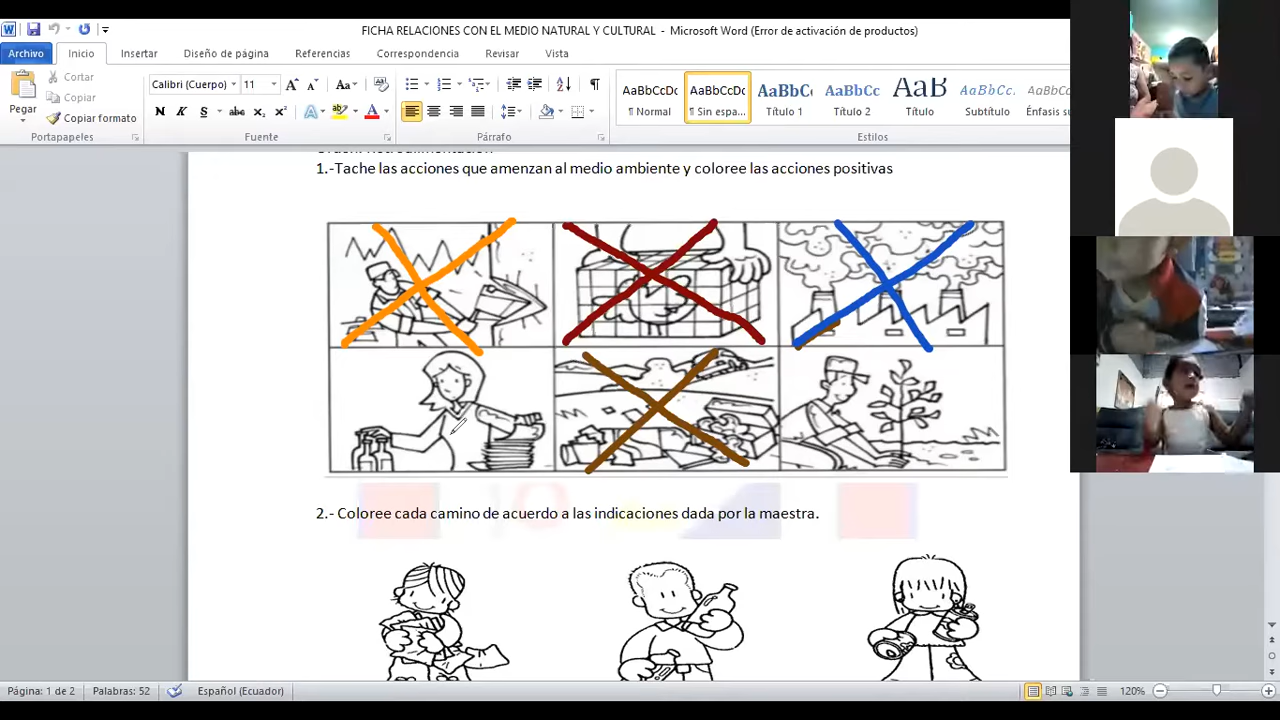 FICHA RELACIONES CON EL MEDIO NATURAL Y CULTURAL - Microsoft Word (Error de activación de productos)
Archivo Inicio Insertar Diseño de página Referencias Correspondencia Revisar Vista
Pegar
Cortar
Copiar
Copiar formato
Portapapeles
Calibri (Cuerpo) 11
Fuente
Párrafo
AaBbCcDc AaBbCcDc AaBbCc AaBbCc AaB AaBbCc. AaBbCcDc
¶ Normal ¶ Sin espa... Título 1 Título 2 Título Subtítulo Énfasis su
Estilos
1.-Tache las acciones que amenzan al medio ambiente y coloree las acciones positivas
2.- Coloree cada camino de acuerdo a las indicaciones dada por la maestra.
Página: 1 de 2 Palabras: 52 Español (Ecuador) 120%